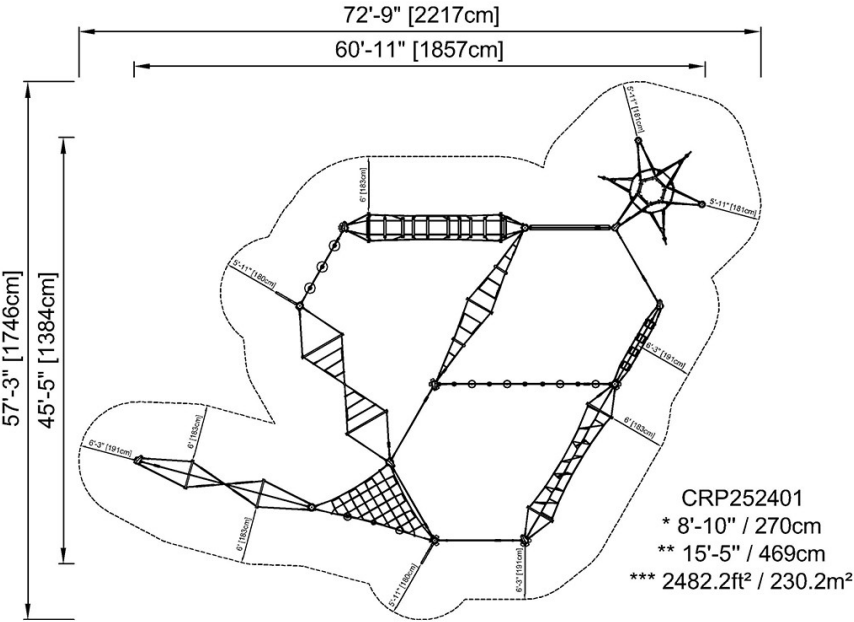 72'-9" [2217cm]
60'-11" [1857cm]
57'-3" [1746cm]
45'-5" [1384cm]
5'-11" [181cm]
5'-11" [181cm]
6' [183cm]
5'-11" [180cm]
6'-3" [191cm]
6' [183cm]
6' [183cm]
6'-3" [191cm]
6' [183cm]
5'-11" [180cm]
6'-3" [191cm]
CRP252401
* 8'-10" / 270cm
** 15'-5" / 469cm
*** 2482.2ft² / 230.2m²